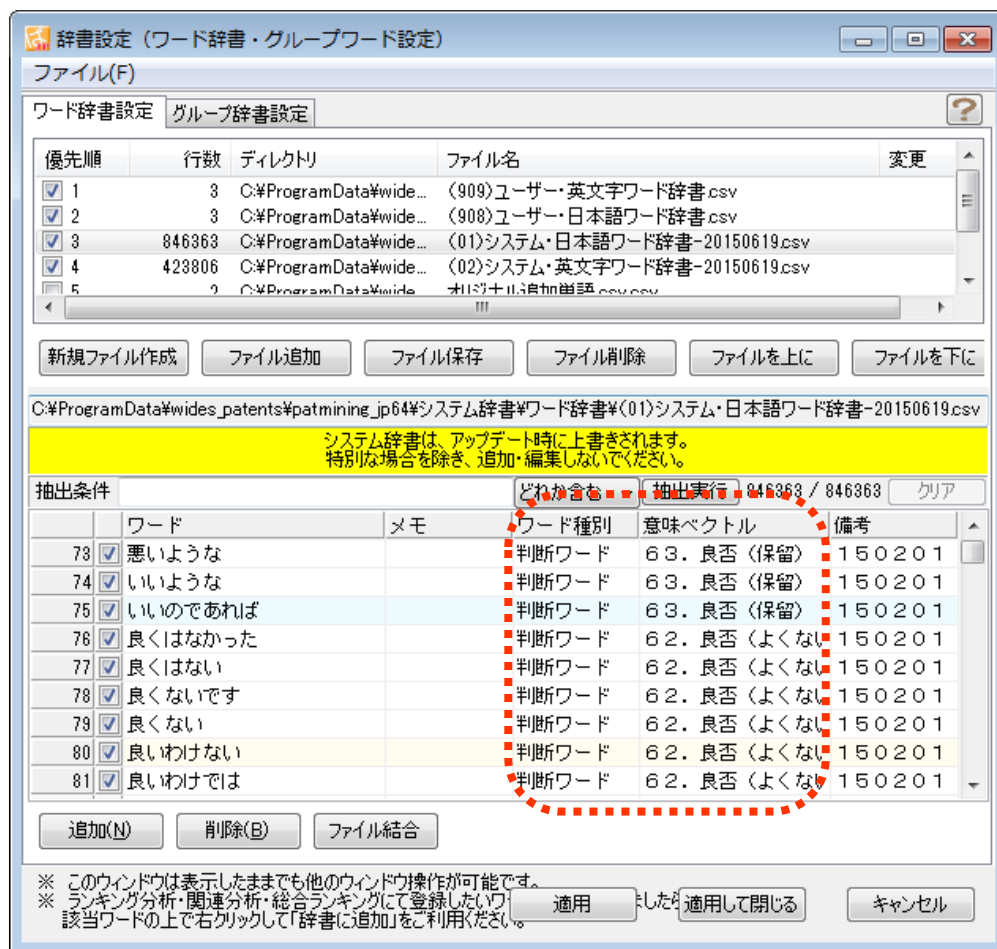 辞書設定（ワード辞書・グループワード設定）
ファイル(F)
ワード辞書設定 グループ辞書設定 ?
優先順 行数 ディレクトリ ファイル名 変更
1 3 C:¥ProgramData¥wide... (909)ユーザー・英文字ワード辞書.csv
2 3 C:¥ProgramData¥wide... (908)ユーザー・日本語ワード辞書.csv
3 846363 C:¥ProgramData¥wide... (01)システム・日本語ワード辞書-20150619.csv
4 423806 C:¥ProgramData¥wide... (02)システム・英文字ワード辞書-20150619.csv
5 2 C:¥ProgramData¥wide オリジナル追加単語.csv.csv
新規ファイル作成 ファイル追加 ファイル保存 ファイル削除 ファイルを上に ファイルを下に
C:¥ProgramData¥wides_patents¥patmining_jp64¥システム辞書¥ワード辞書¥(01)システム・日本語ワード辞書-20150619.csv
システム辞書は、アップデート時に上書きされます。
特別な場合を除き、追加・編集しないでください。
抽出条件 どれか含む 抽出実行 846363 / 846363 クリア
ワード メモ ワード種別 意味ベクトル 備考
73 悪いような 判断ワード ６３．良否（保留） １５０２０１
74 いいような 判断ワード ６３．良否（保留） １５０２０１
75 いいのであれば 判断ワード ６３．良否（保留） １５０２０１
76 良くはなかった 判断ワード ６２．良否（よくない １５０２０１
77 良くはない 判断ワード ６２．良否（よくない １５０２０１
78 良くないです 判断ワード ６２．良否（よくない １５０２０１
79 良くない 判断ワード ６２．良否（よくない １５０２０１
80 良いわけない 判断ワード ６２．良否（よくない １５０２０１
81 良いわけでは 判断ワード ６２．良否（よくない １５０２０１
追加(N) 削除(B) ファイル結合
※ このウィンドウは表示したままでも他のウィンドウ操作が可能です。
※ ランキング分析・関連分析・総合ランキングにて登録したいワ ましたら
該当ワードの上で右クリックして「辞書に追加」をご利用ください。
適用 適用して閉じる キャンセル